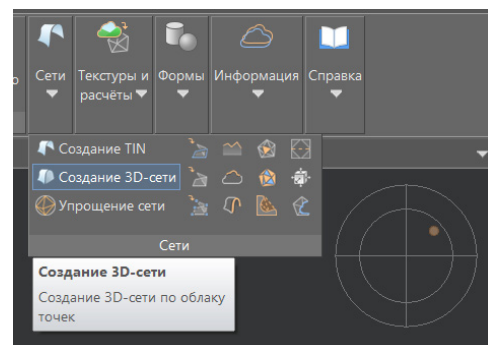 о
Сети
Текстуры и
расчёты
Формы
Информация
Справка
Создание TIN
Создание 3D-сети
Упрощение сети
Сети
Создание 3D-сети
Создание 3D-сети по облаку
точек